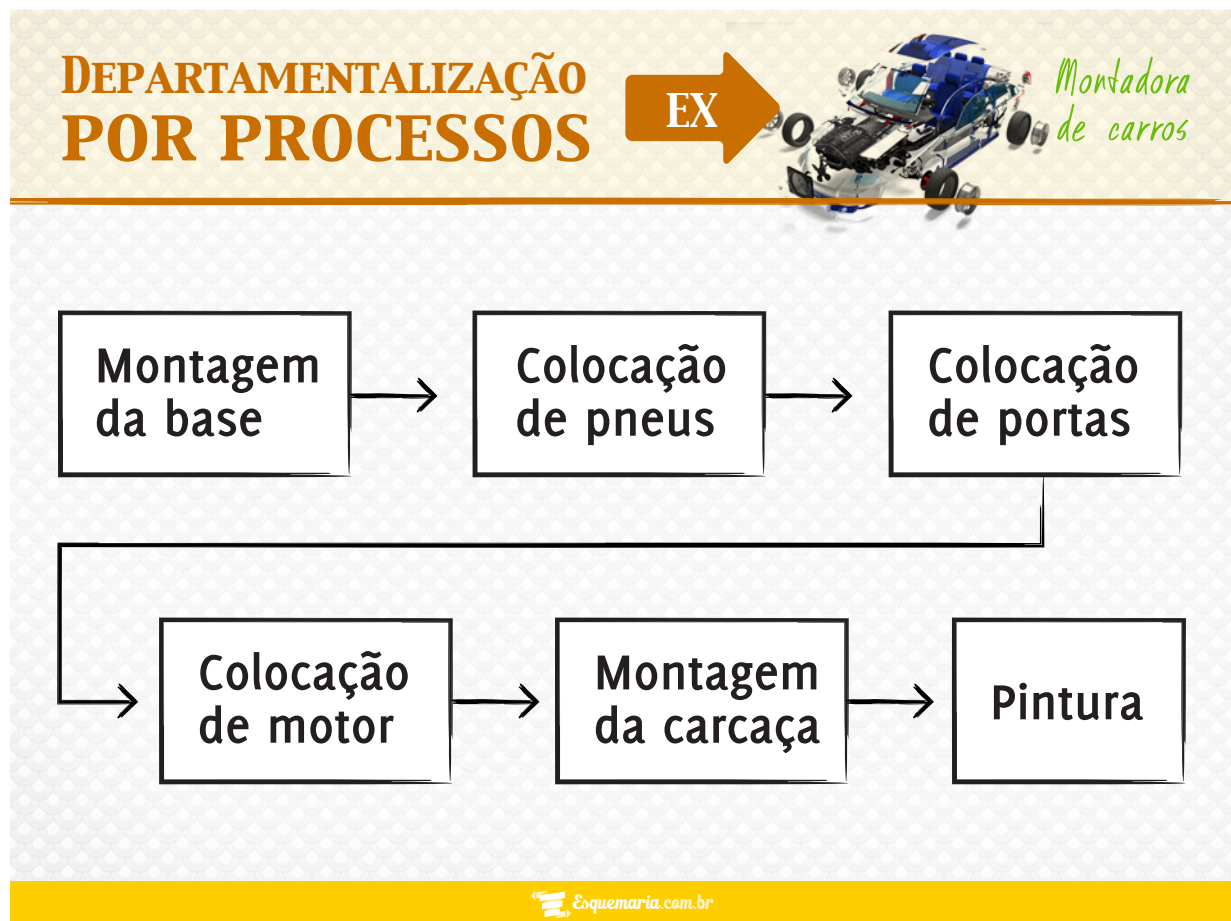 DEPARTAMENTALIZAÇÃO
POR PROCESSOS
EX
Montadora
de carros
Montagem
da base
Colocação
de pneus
Colocação
de portas
Colocação
de motor
Montagem
da carcaça
Pintura
Esquemaria.com.br